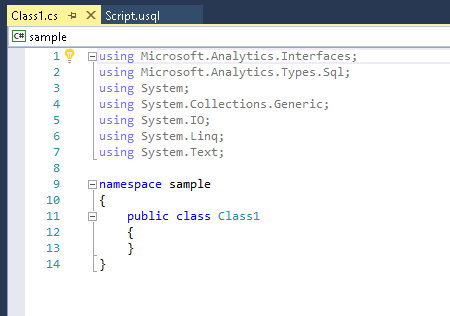 Class1.cs Script.usql
C# sample
1 using Microsoft.Analytics.Interfaces;
2 using Microsoft.Analytics.Types.Sql;
3 using System;
4 using System.Collections.Generic;
5 using System.IO;
6 using System.Linq;
7 using System.Text;
8
9 namespace sample
10 {
11 public class Class1
12 {
13 }
14 }